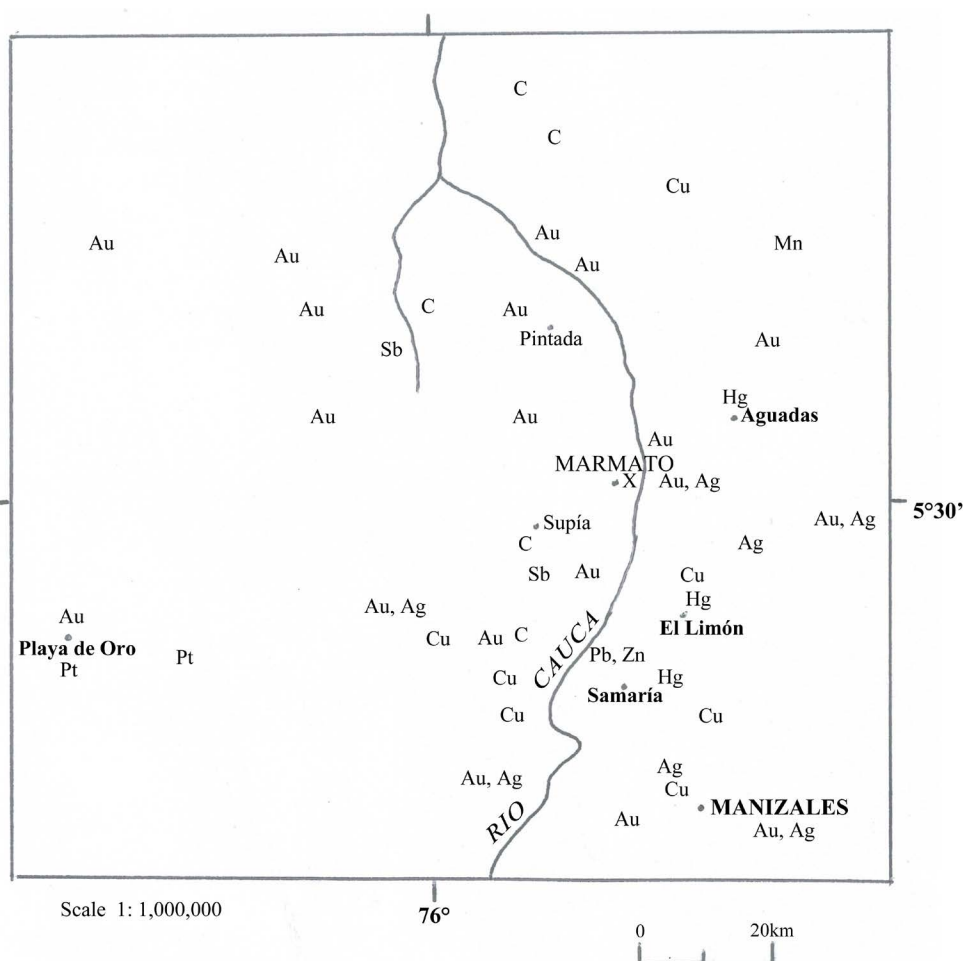 C
C
Cu
Au
Au
Mn
Au
Au
Au
C
Au
Pintada
Au
Sb
Hg
Aguadas
Au
Au
Au
MARMATO
X
Au, Ag
5°30'
Supía
Au, Ag
C
Ag
Sb
Au
Cu
Hg
Au, Ag
El Limón
Au
Playa de Oro
Pt
Pt
Cu
Au
C
CAUCA
Pb, Zn
Cu
Hg
Samaría
Cu
Cu
Ag
Au, Ag
Cu
RIO
MANIZALES
Au
Au, Ag
Scale 1: 1,000,000
76°
0
20km